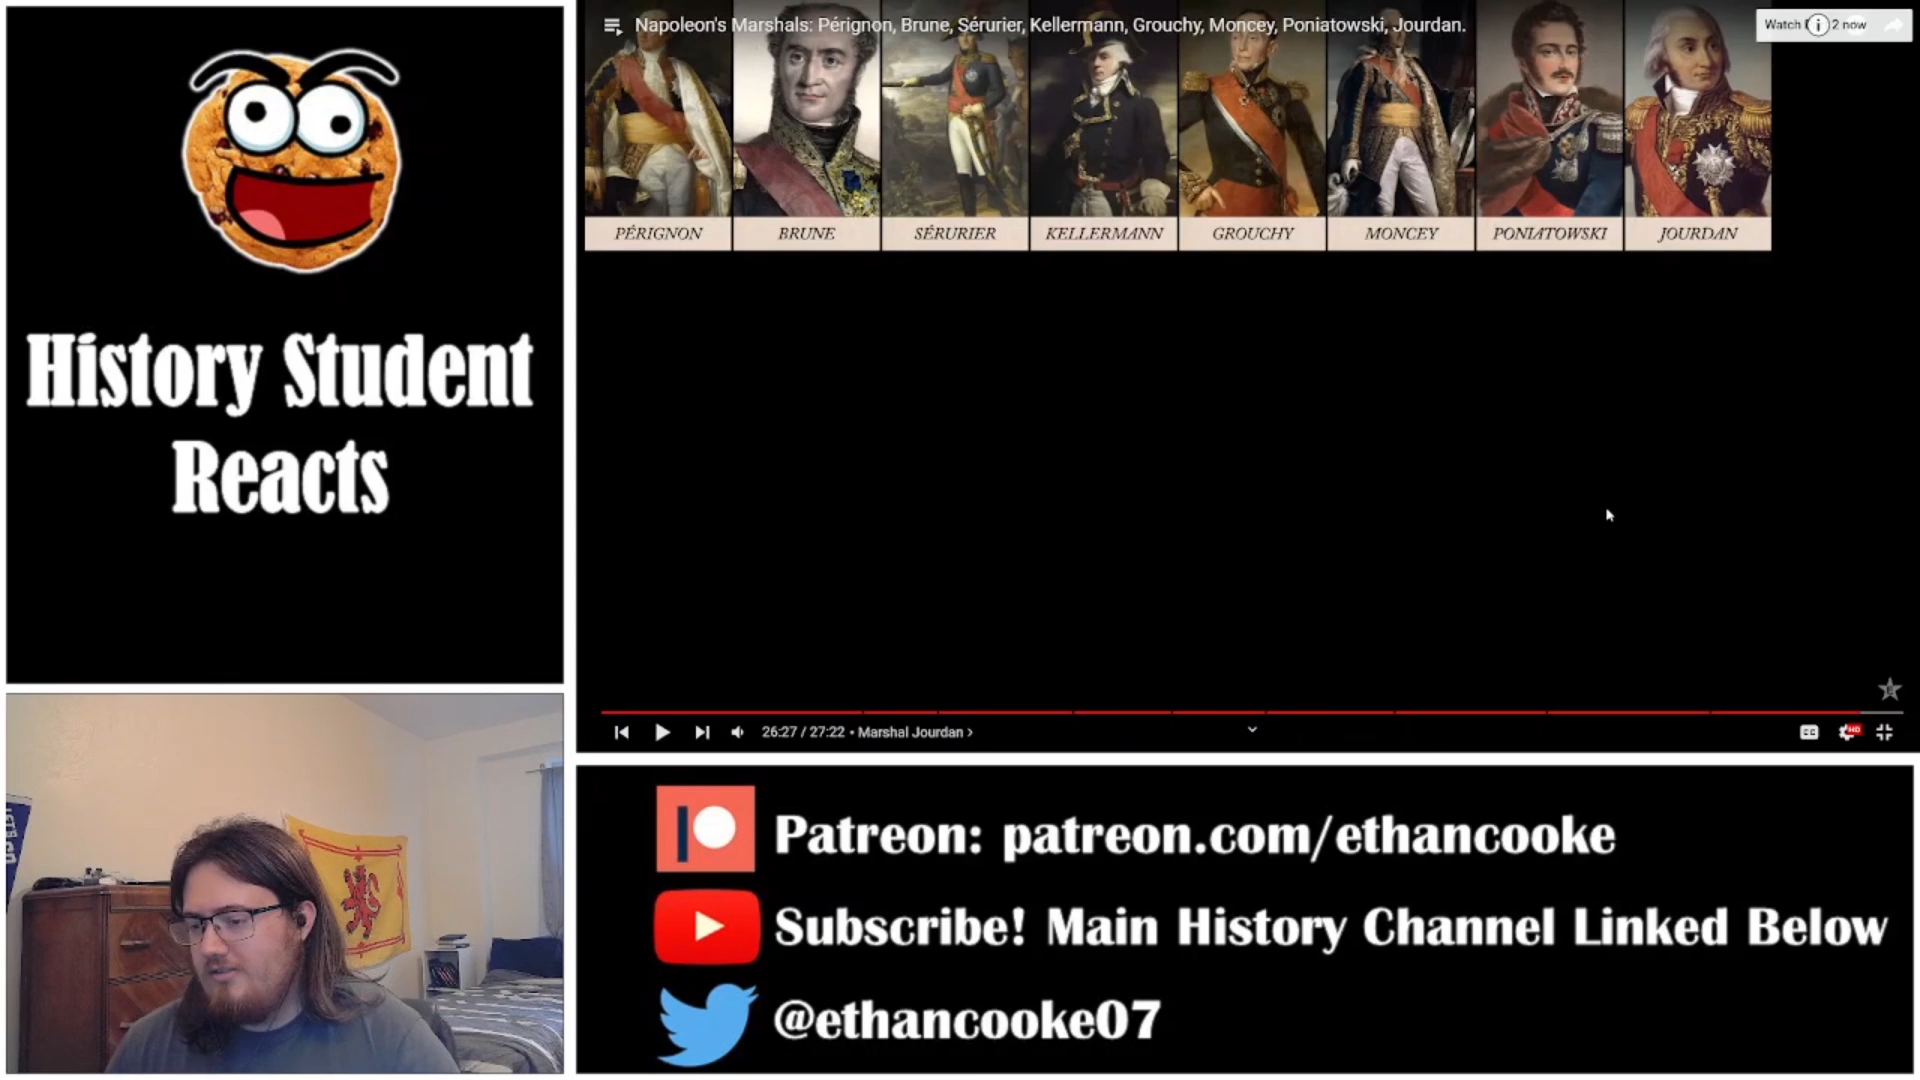 History Student
Reacts
Napoleon's Marshals: Pérignon, Brune, Sérurier, Kellermann, Grouchy, Moncey, Poniatowski, Jourdan.
Watch 2 now
PÉRIGNON
BRUNE
SÉRURIER
KELLERMANN
GROUCHY
MONCEY
PONIATOWSKI
JOURDAN
26:27 / 27:22 • Marshal Jourdan ›
CC
HD
Patreon: patreon.com/ethancooke
Subscribe! Main History Channel Linked Below
@ethancooke07